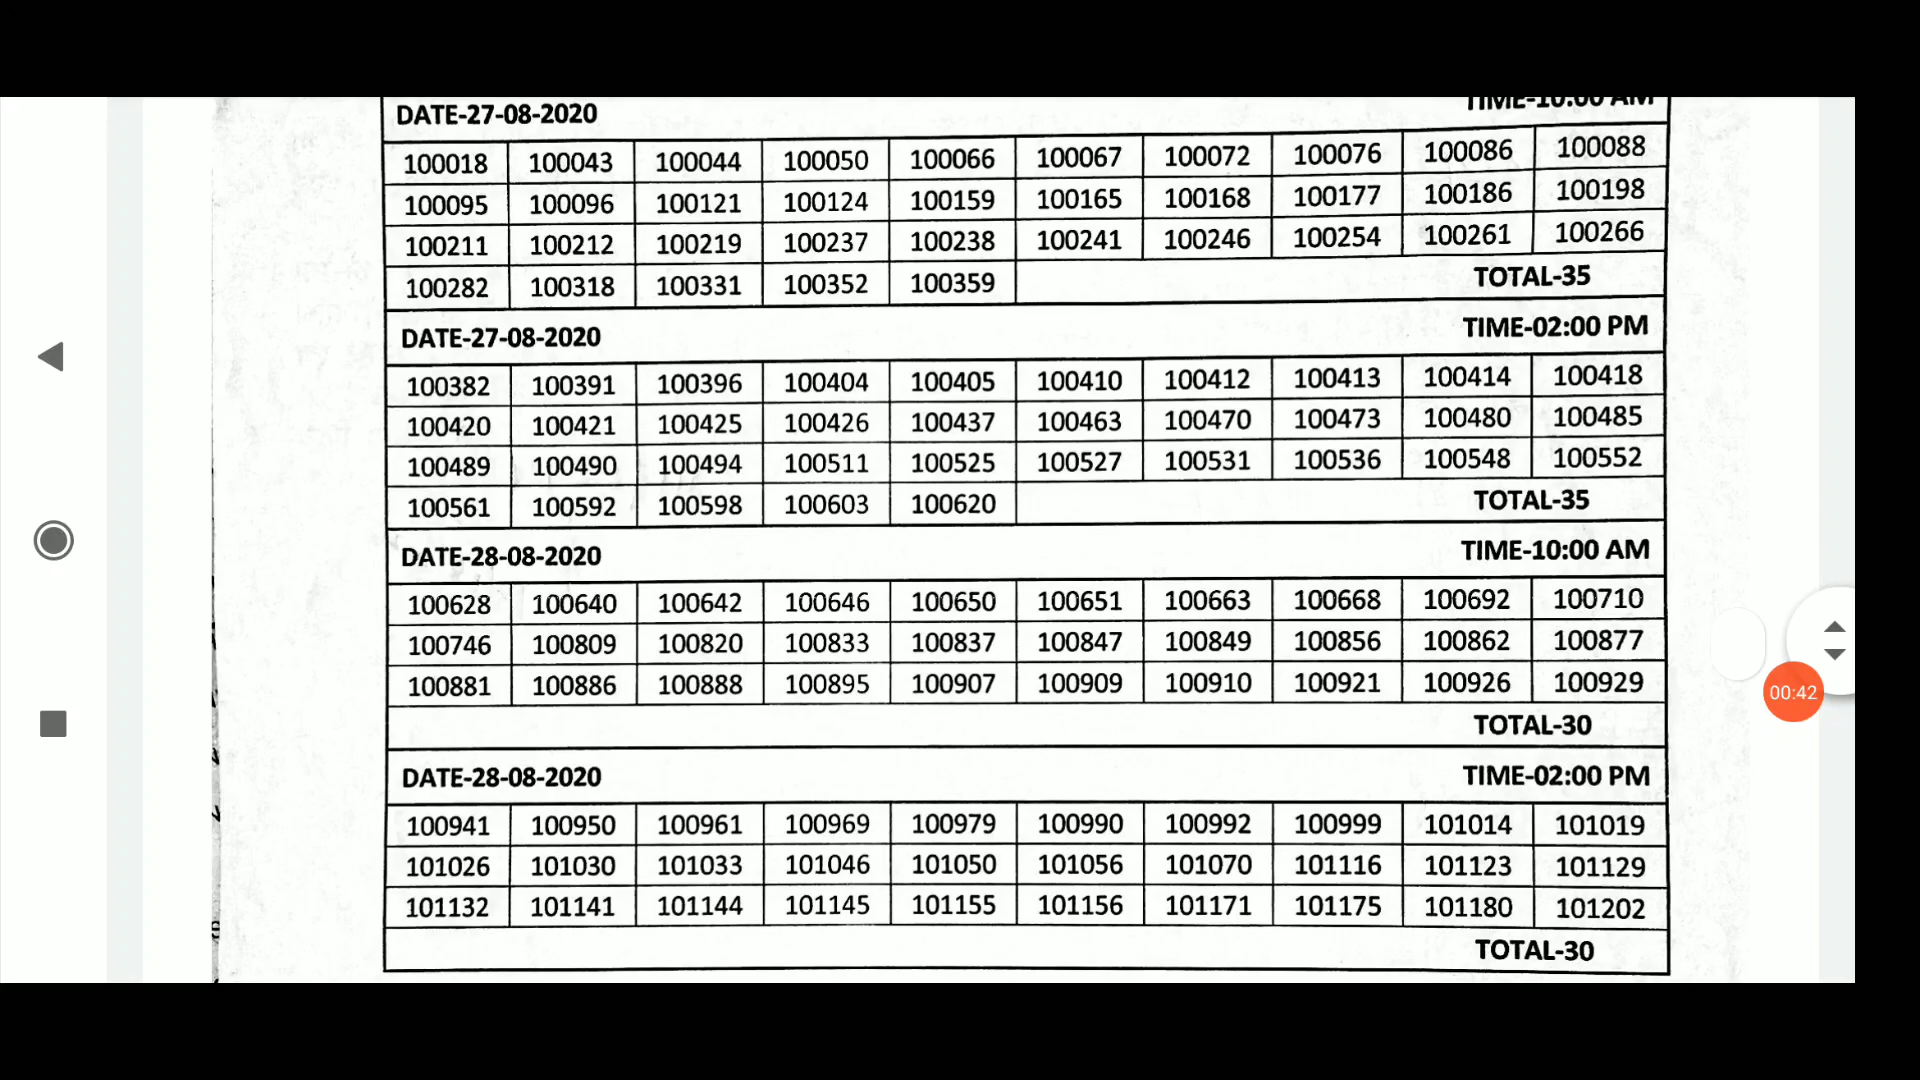 DATE-27-08-2020 TIME-10:00 AM
100018 100043 100044 100050 100066 100067 100072 100076 100086 100088
100095 100096 100121 100124 100159 100165 100168 100177 100186 100198
100211 100212 100219 100237 100238 100241 100246 100254 100261 100266
100282 100318 100331 100352 100359 TOTAL-35
DATE-27-08-2020 TIME-02:00 PM
100382 100391 100396 100404 100405 100410 100412 100413 100414 100418
100420 100421 100425 100426 100437 100463 100470 100473 100480 100485
100489 100490 100494 100511 100525 100527 100531 100536 100548 100552
100561 100592 100598 100603 100620 TOTAL-35
DATE-28-08-2020 TIME-10:00 AM
100628 100640 100642 100646 100650 100651 100663 100668 100692 100710
100746 100809 100820 100833 100837 100847 100849 100856 100862 100877
100881 100886 100888 100895 100907 100909 100910 100921 100926 100929
TOTAL-30
DATE-28-08-2020 TIME-02:00 PM
100941 100950 100961 100969 100979 100990 100992 100999 101014 101019
101026 101030 101033 101046 101050 101056 101070 101116 101123 101129
101132 101141 101144 101145 101155 101156 101171 101175 101180 101202
TOTAL-30
00:42